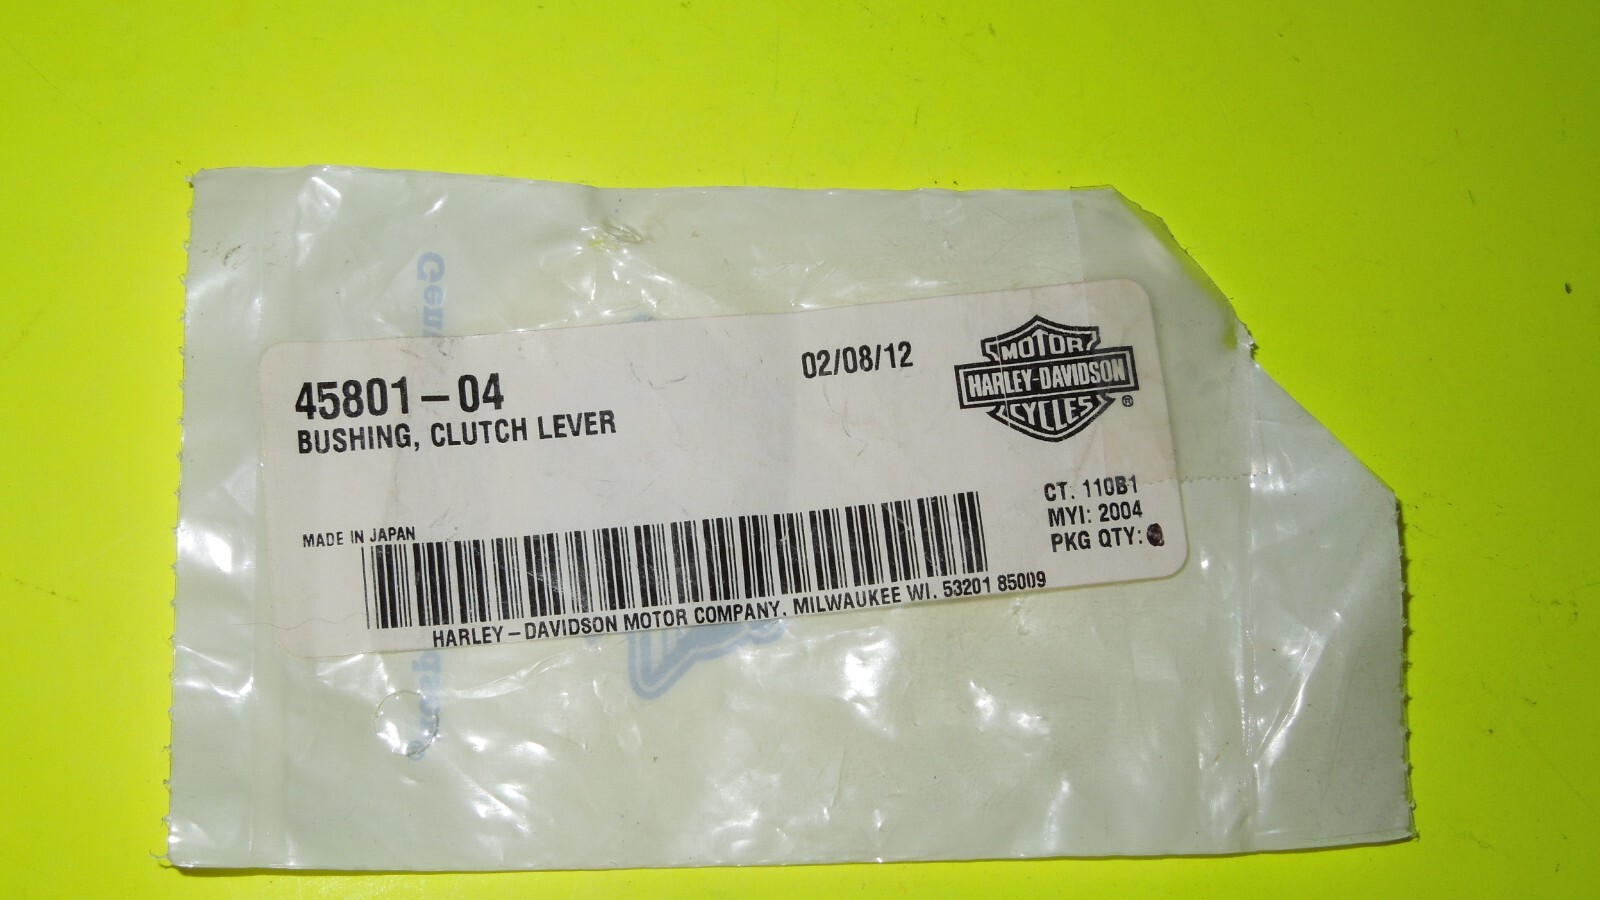 45801-04
BUSHING, CLUTCH LEVER
02/08/12
MOTOR
HARLEY-DAVIDSON
CYCLES
®
CT. 110B1
MYI: 2004
PKG QTY:
MADE IN JAPAN
HARLEY-DAVIDSON MOTOR COMPANY. MILWAUKEE WI. 53201 85009